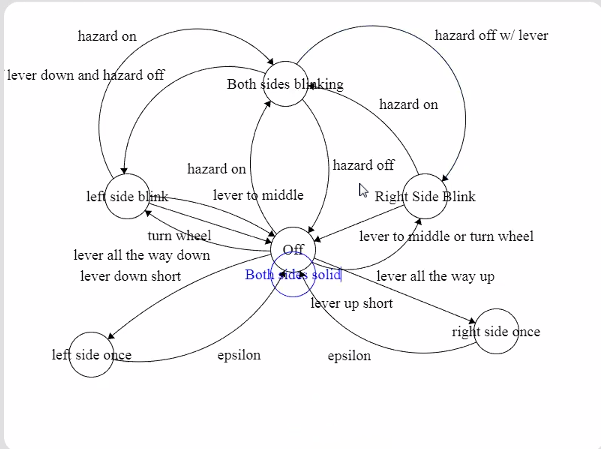 hazard on
hazard off w/ lever
lever down and hazard off
Both sides blinking
hazard on
hazard on
hazard off
left side blink
lever to middle
Right Side Blink
turn wheel
lever to middle or turn wheel
Off
lever all the way down
lever down short
Both sides solid
lever all the way up
lever up short
left side once
right side once
epsilon
epsilon